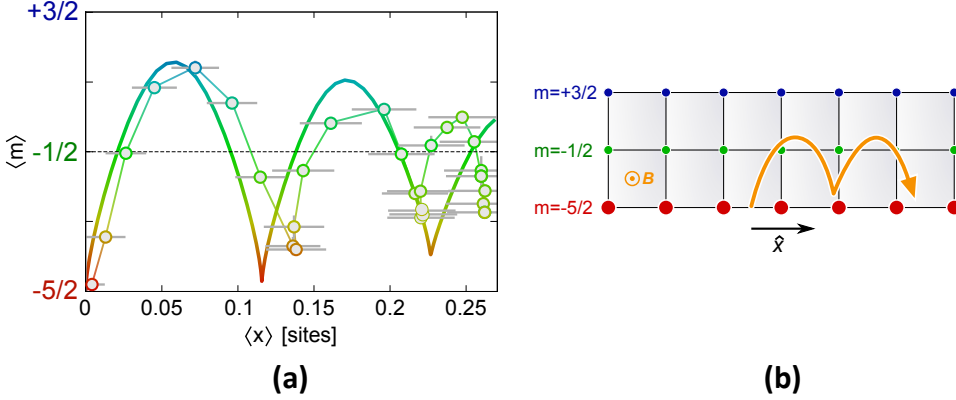 +3/2
-1/2
-5/2
⟨m⟩
0 0.05 0.1 0.15 0.2 0.25
⟨x⟩ [sites]
(a)
m=+3/2
m=-1/2
B
m=-5/2
x̂
(b)